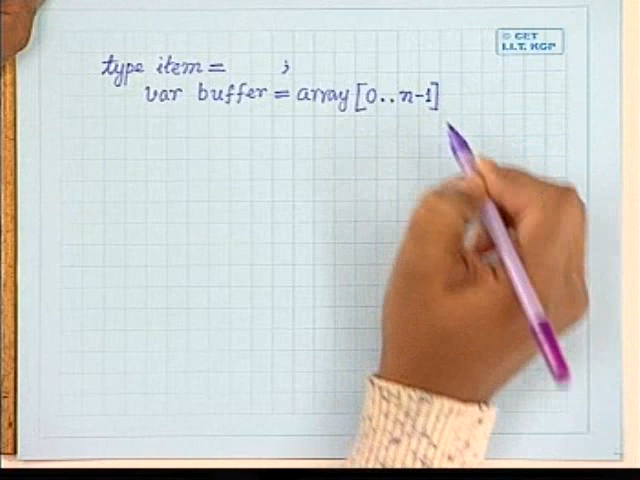 © CET
I.I.T. KGP
type item = ;
var buffer = array [0..n-1]